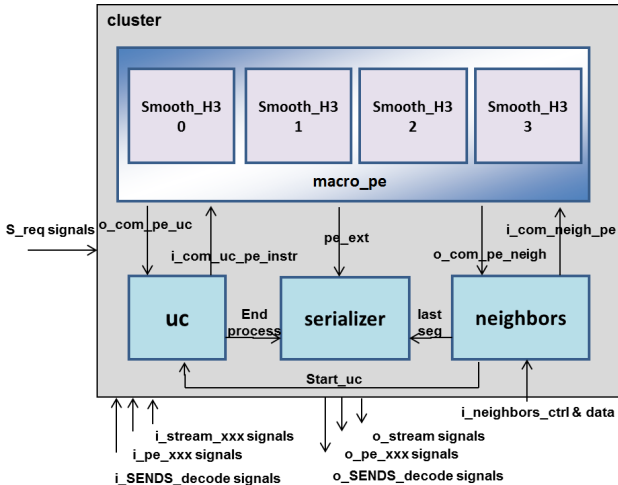 cluster
Smooth_H3
0
Smooth_H3
1
Smooth_H3
2
Smooth_H3
3
macro_pe
S_req signals
o_com_pe_uc
i_com_uc_pe_instr
pe_ext
i_com_neigh_pe
o_com_pe_neigh
uc
End
process
serializer
last
seg
neighbors
Start_uc
i_neighbors_ctrl & data
i_stream_xxx signals
i_pe_xxx signals
i_SENDS_decode signals
o_stream signals
o_pe_xxx signals
o_SENDS_decode signals